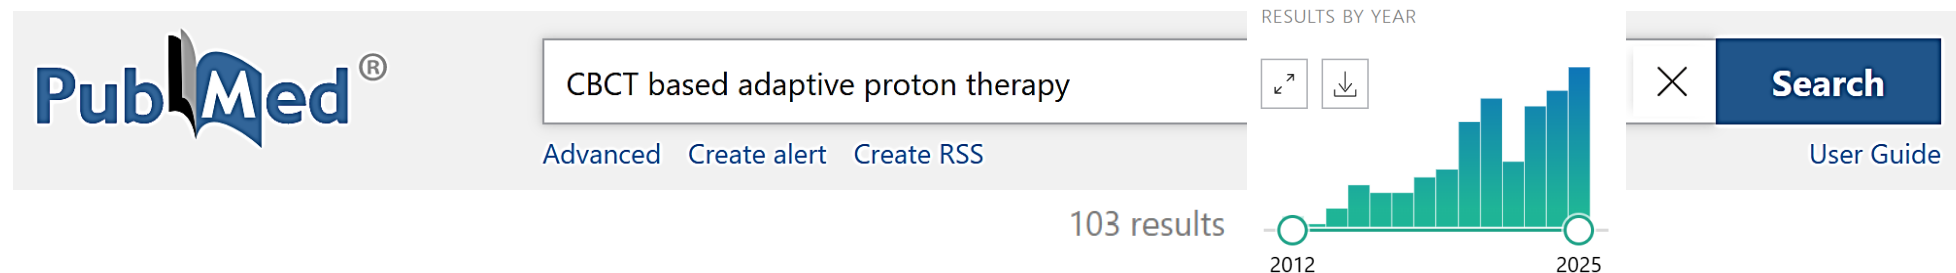 PubMed®
CBCT based adaptive proton therapy
Search
Advanced Create alert Create RSS
User Guide
103 results
RESULTS BY YEAR
2012 2025